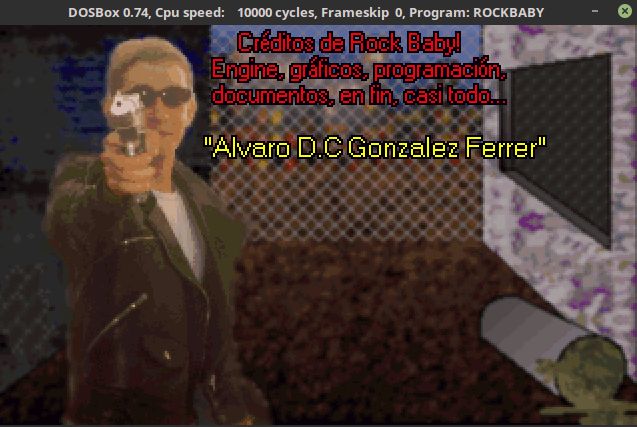 DOSBox 0.74, Cpu speed: 10000 cycles, Frameskip 0, Program: ROCKBABY
Créditos de Rock Baby!
Engine, gráficos, programación,
documentos, en fin, casi todo...
"Alvaro D.C Gonzalez Ferrer"